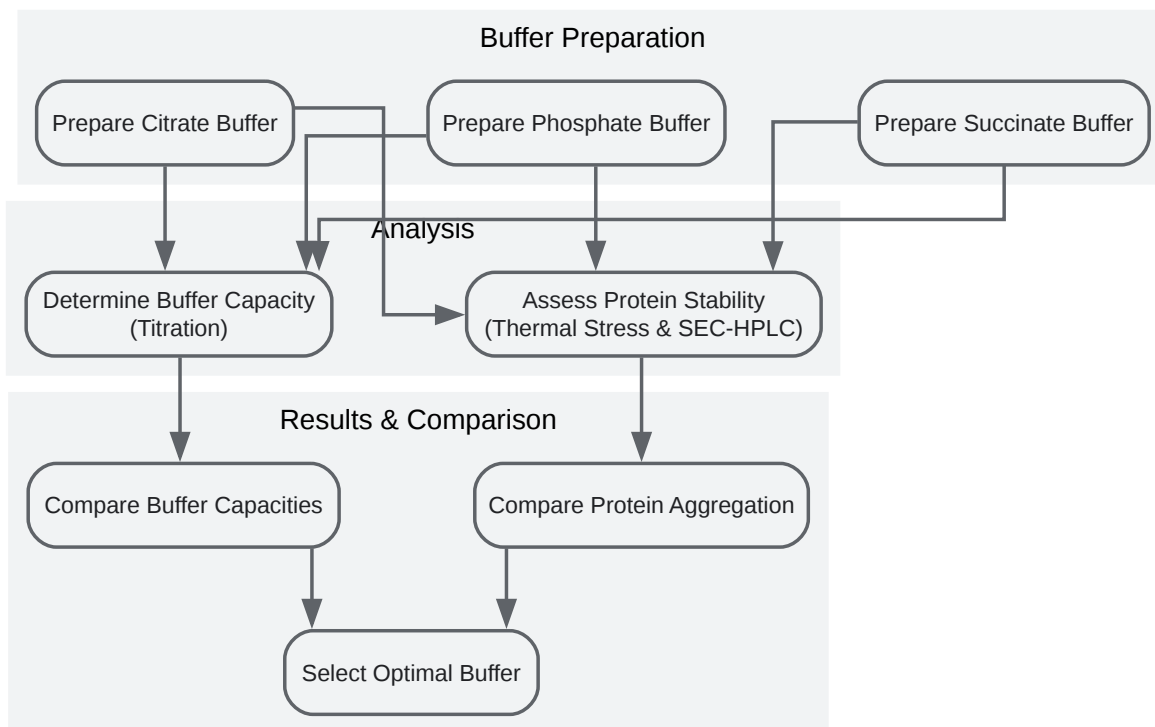 Buffer Preparation
Prepare Citrate Buffer
Prepare Phosphate Buffer
Prepare Succinate Buffer
Analysis
Determine Buffer Capacity
(Titration)
Assess Protein Stability
(Thermal Stress & SEC-HPLC)
Results & Comparison
Compare Buffer Capacities
Compare Protein Aggregation
Select Optimal Buffer